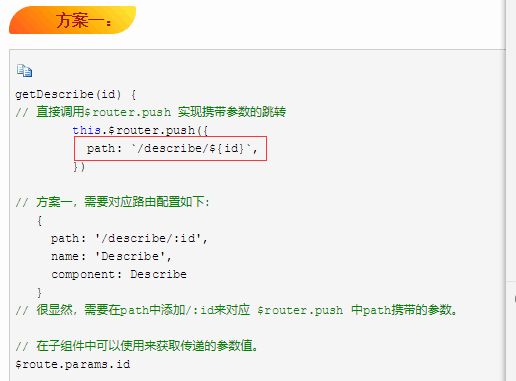 方案一：
getDescribe(id) {
// 直接调用$router.push 实现携带参数的跳转
        this.$router.push({
          path: `/describe/${id}`,
        })
// 方案一，需要对应路由配置如下：
   {
     path: '/describe/:id',
     name: 'Describe',
     component: Describe
   }
// 很显然，需要在path中添加/:id来对应 $router.push 中path携带的参数。
// 在子组件中可以使用来获取传递的参数值。
$route.params.id